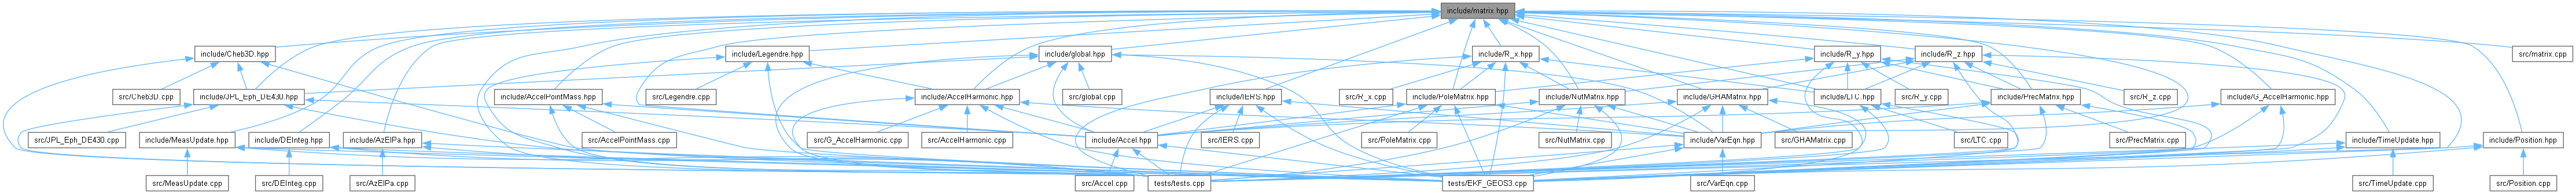 include/matrix.hpp
include/Cheb3D.hpp
include/Legendre.hpp
include/global.hpp
include/R_x.hpp
include/R_y.hpp
include/R_z.hpp
src/matrix.cpp
src/Cheb3D.cpp
include/JPL_Eph_DE430.hpp
include/AccelPointMass.hpp
src/Legendre.cpp
include/AccelHarmonic.hpp
src/global.cpp
include/IERS.hpp
src/R_x.cpp
include/PoleMatrix.hpp
include/NutMatrix.hpp
include/GHAMatrix.hpp
include/LTC.hpp
src/R_y.cpp
include/PrecMatrix.hpp
src/R_z.cpp
include/G_AccelHarmonic.hpp
src/JPL_Eph_DE430.cpp
include/MeasUpdate.hpp
include/DEInteg.hpp
include/AzElPa.hpp
src/AccelPointMass.cpp
src/G_AccelHarmonic.cpp
src/AccelHarmonic.cpp
include/Accel.hpp
src/IERS.cpp
src/PoleMatrix.cpp
src/NutMatrix.cpp
include/VarEqn.hpp
src/GHAMatrix.cpp
src/LTC.cpp
src/PrecMatrix.cpp
include/TimeUpdate.hpp
include/Position.hpp
src/MeasUpdate.cpp
src/DEInteg.cpp
src/AzElPa.cpp
src/Accel.cpp
tests/tests.cpp
tests/EKF_GEOS3.cpp
src/VarEqn.cpp
src/TimeUpdate.cpp
src/Position.cpp